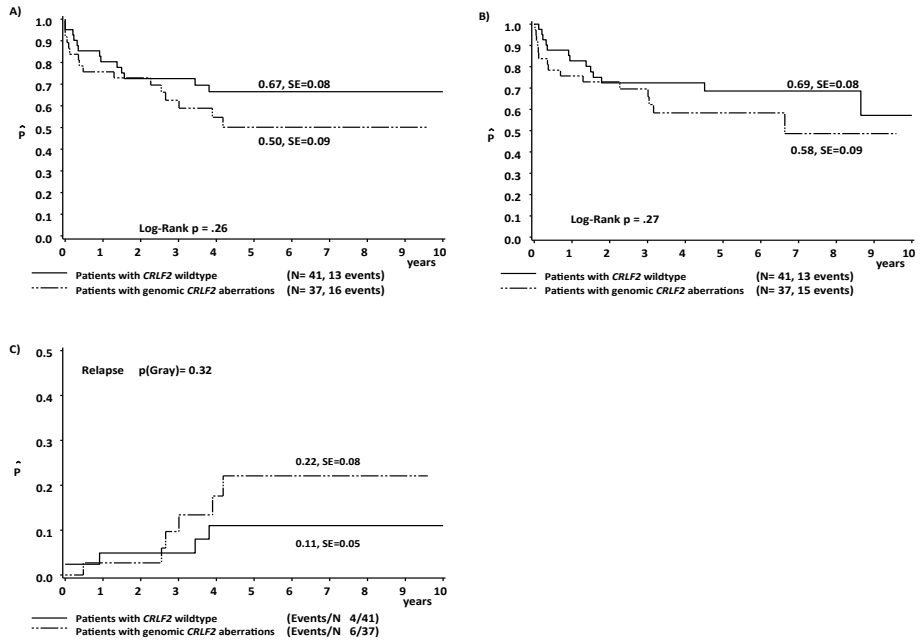 A)
1.0
0.9
0.8
0.7
0.6
0.5
0.4
0.3
0.2
0.1
0.0
P̂
0.67, SE=0.08
0.50, SE=0.09
Log-Rank p = .26
0 1 2 3 4 5 6 7 8 9 10
years
Patients with CRLF2 wildtype (N= 41, 13 events)
Patients with genomic CRLF2 aberrations (N= 37, 16 events)
B)
1.0
0.9
0.8
0.7
0.6
0.5
0.4
0.3
0.2
0.1
0.0
P̂
0.69, SE=0.08
0.58, SE=0.09
Log-Rank p = .27
0 1 2 3 4 5 6 7 8 9 10
years
Patients with CRLF2 wildtype (N= 41, 13 events)
Patients with genomic CRLF2 aberrations (N= 37, 15 events)
C)
0.5
0.4
0.3
0.2
0.1
0.0
P̂
Relapse p(Gray)= 0.32
0.22, SE=0.08
0.11, SE=0.05
0 1 2 3 4 5 6 7 8 9 10
years
Patients with CRLF2 wildtype (Events/N 4/41)
Patients with genomic CRLF2 aberrations (Events/N 6/37)